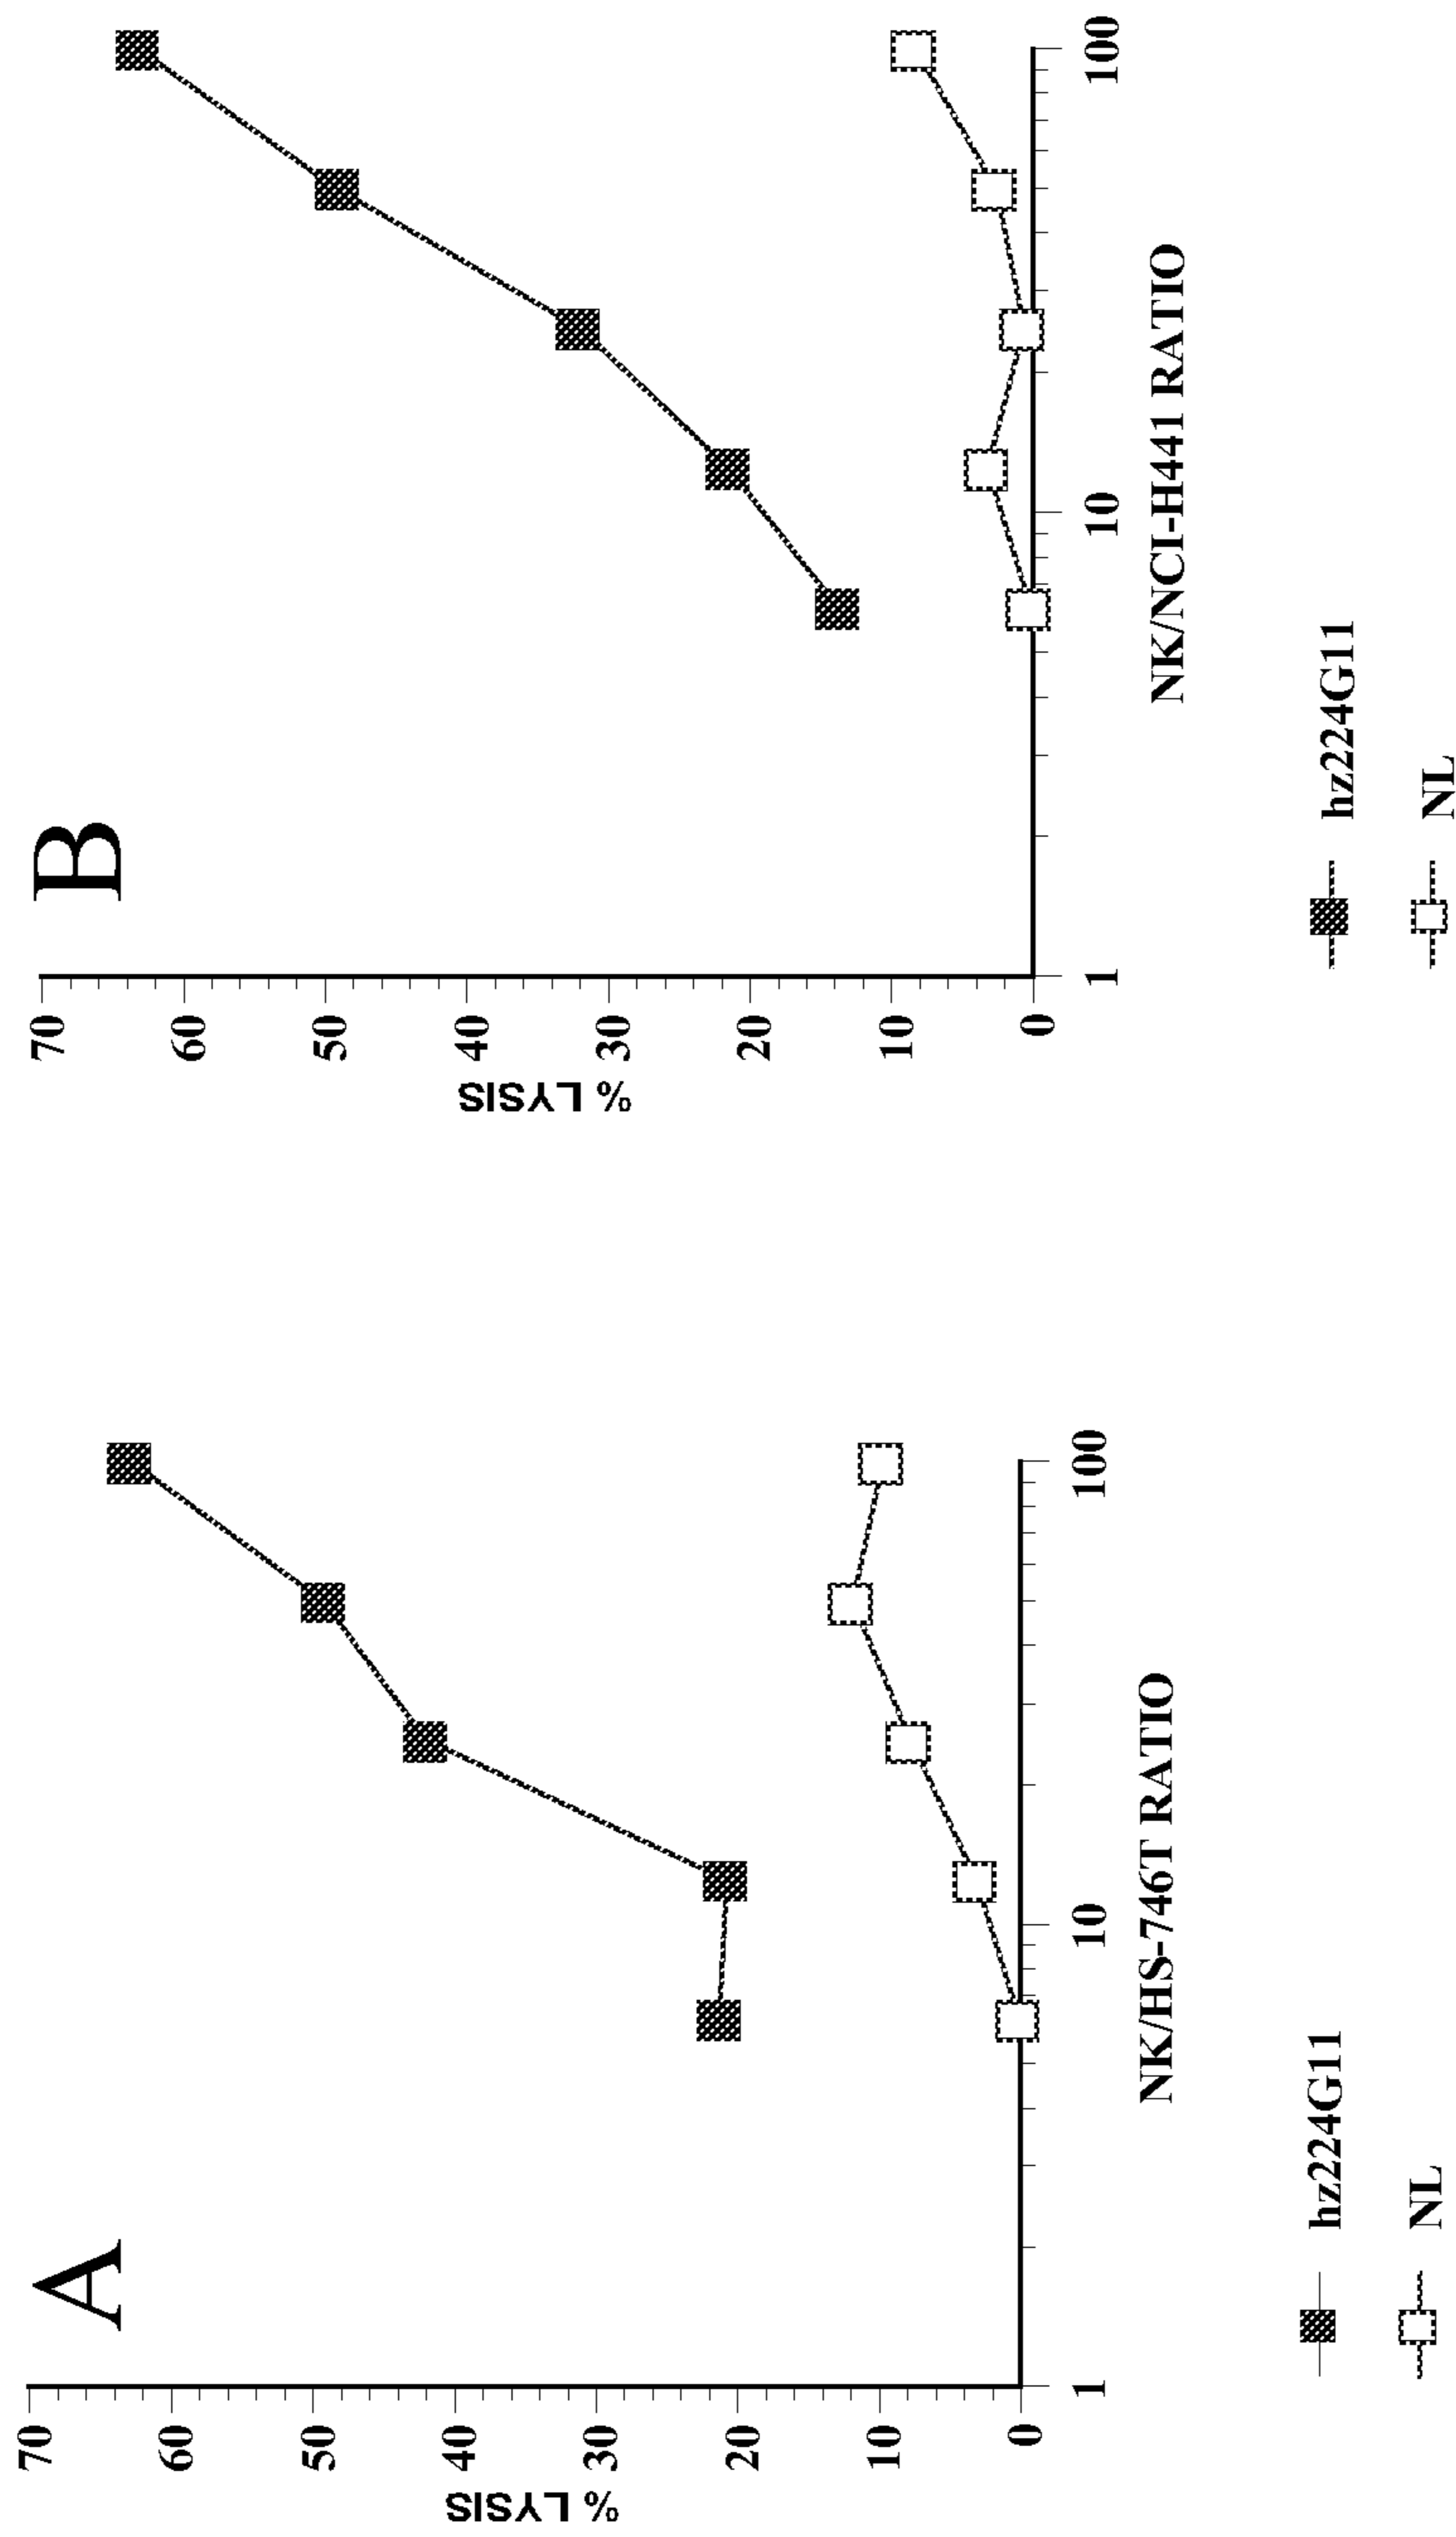 A
% LYSIS
70
60
50
40
30
20
10
0
1
10
100
NK/HS-746T RATIO
hz224G11
NL
B
% LYSIS
70
60
50
40
30
20
10
0
1
10
100
NK/NCI-H441 RATIO
hz224G11
NL